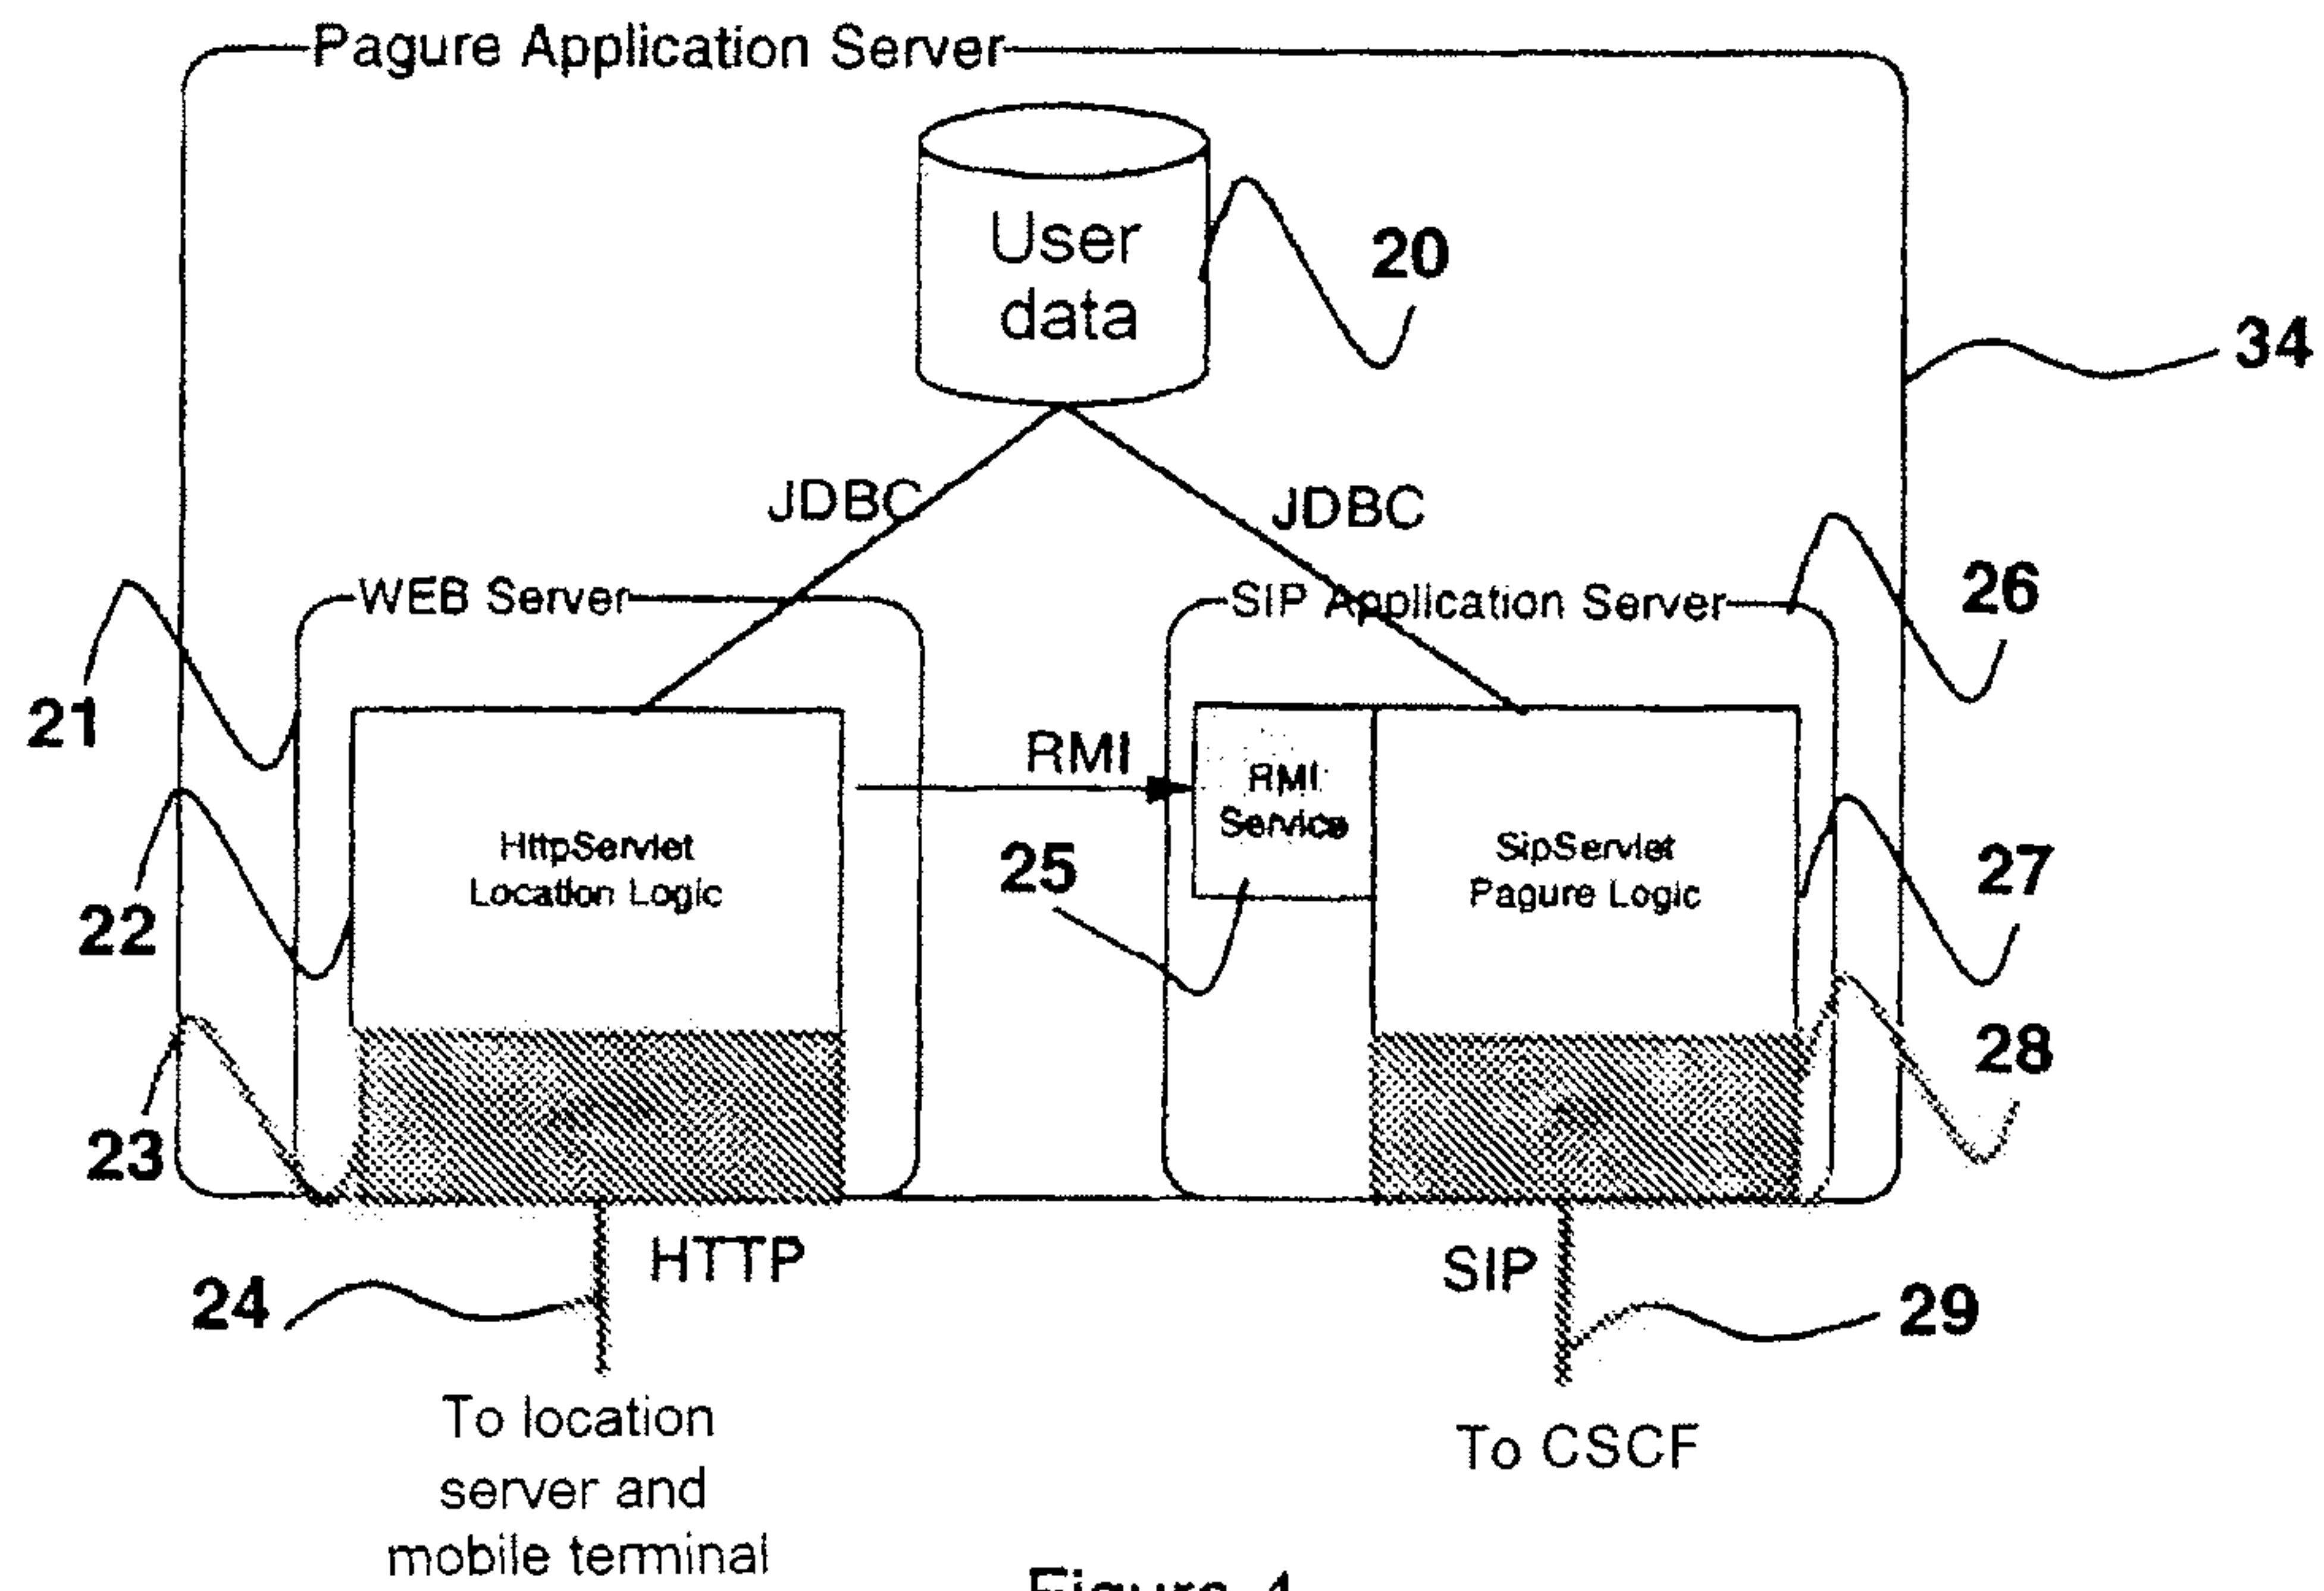 Pagure Application Server
User
data
20
34
JDBC
JDBC
WEB Server
SIP Application Server
26
21
RMI
RMI
Service
HttpServlet
Location Logic
25
SipServlet
Pagure Logic
27
22
28
23
HTTP
SIP
24
29
To location
server and
mobile terminal
To CSCF
Figure 4